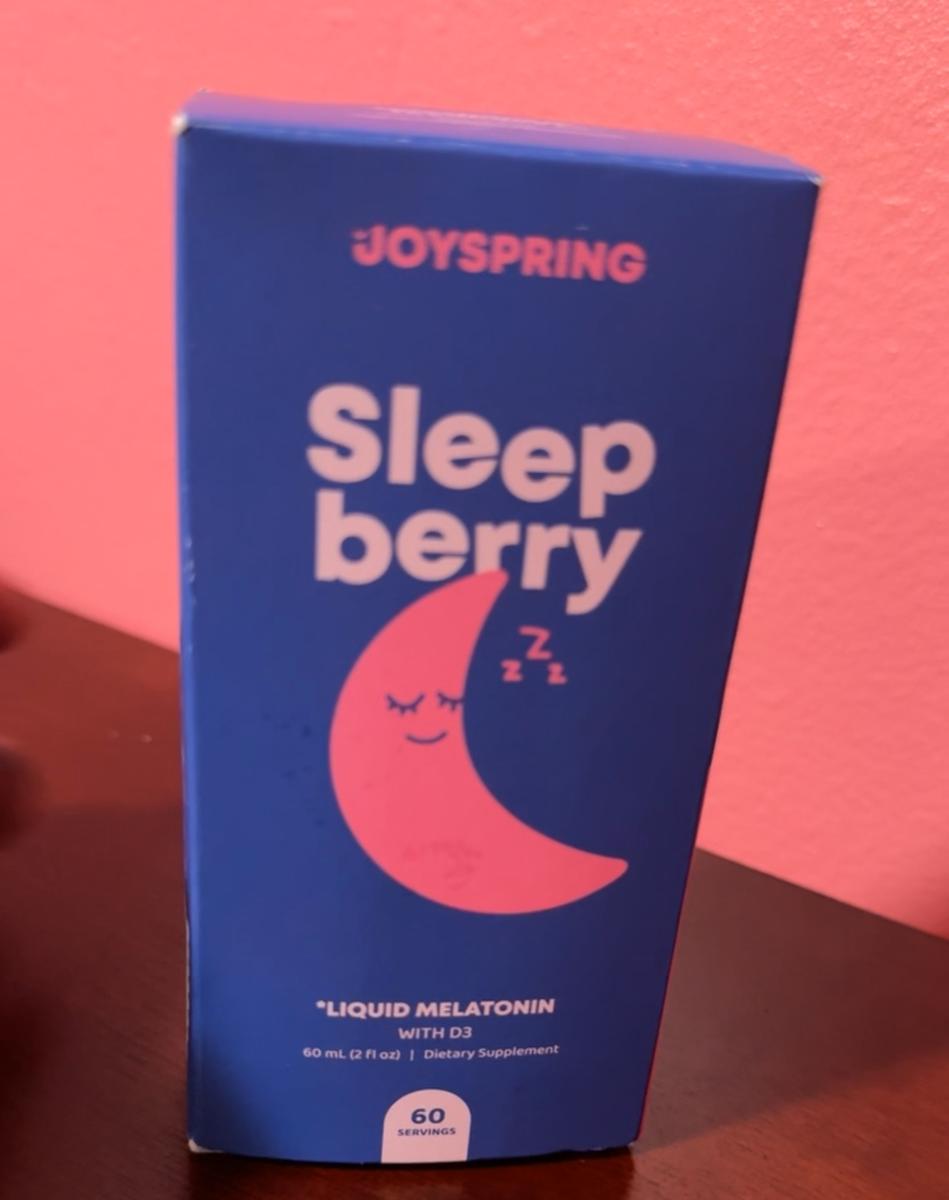 JOYSPRING
Sleep
berry
z Z z
*LIQUID MELATONIN
WITH D3
60 mL (2 fl oz) | Dietary Supplement
60
SERVINGS